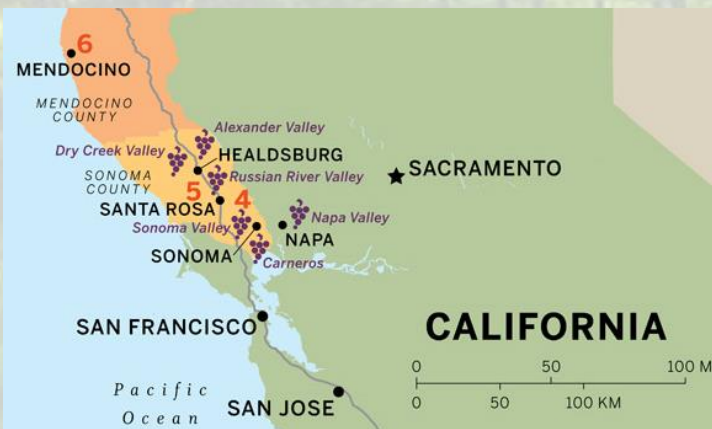 6
MENDOCINO
MENDOCINO
COUNTY
Alexander Valley
Dry Creek Valley
HEALDSBURG
SONOMA
COUNTY
Russian River Valley
SACRAMENTO
5
4
SANTA ROSA
Napa Valley
Sonoma Valley
NAPA
SONOMA
Carneros
SAN FRANCISCO
CALIFORNIA
0 50 100 M
0 50 100 KM
Pacific
Ocean
SAN JOSE